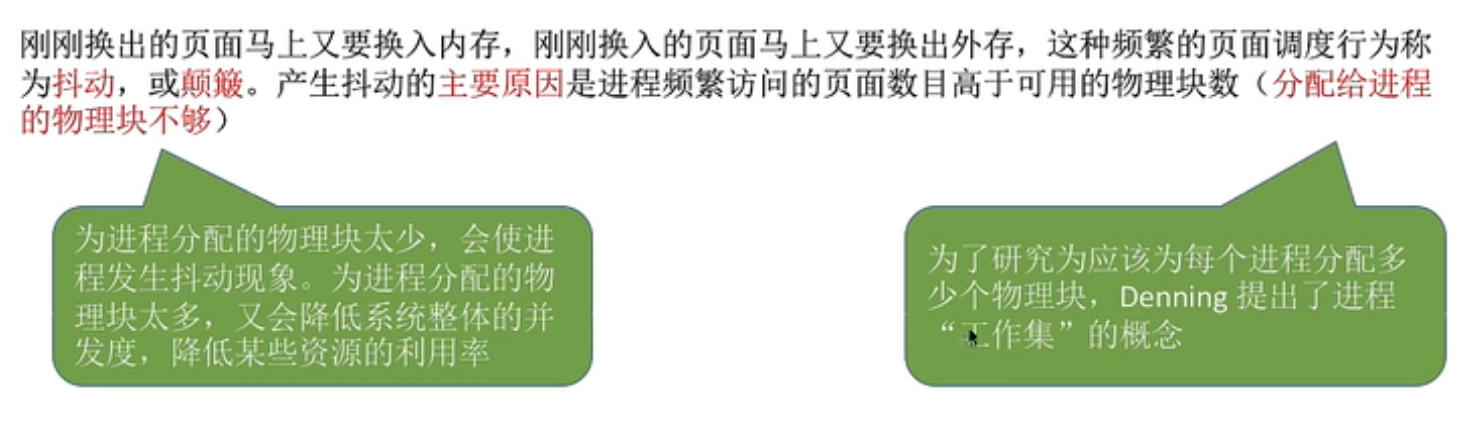 刚刚换出的页面马上又要换入内存，刚刚换入的页面马上又要换出外存，这种频繁的页面调度行为称
为抖动，或颠簸。产生抖动的主要原因是进程频繁访问的页面数目高于可用的物理块数（分配给进程
的物理块不够）
为进程分配的物理块太少，会使进
程发生抖动现象。为进程分配的物
理块太多，又会降低系统整体的并
发度，降低某些资源的利用率
为了研究为应该为每个进程分配多
少个物理块，Denning 提出了进程
“工作集”的概念